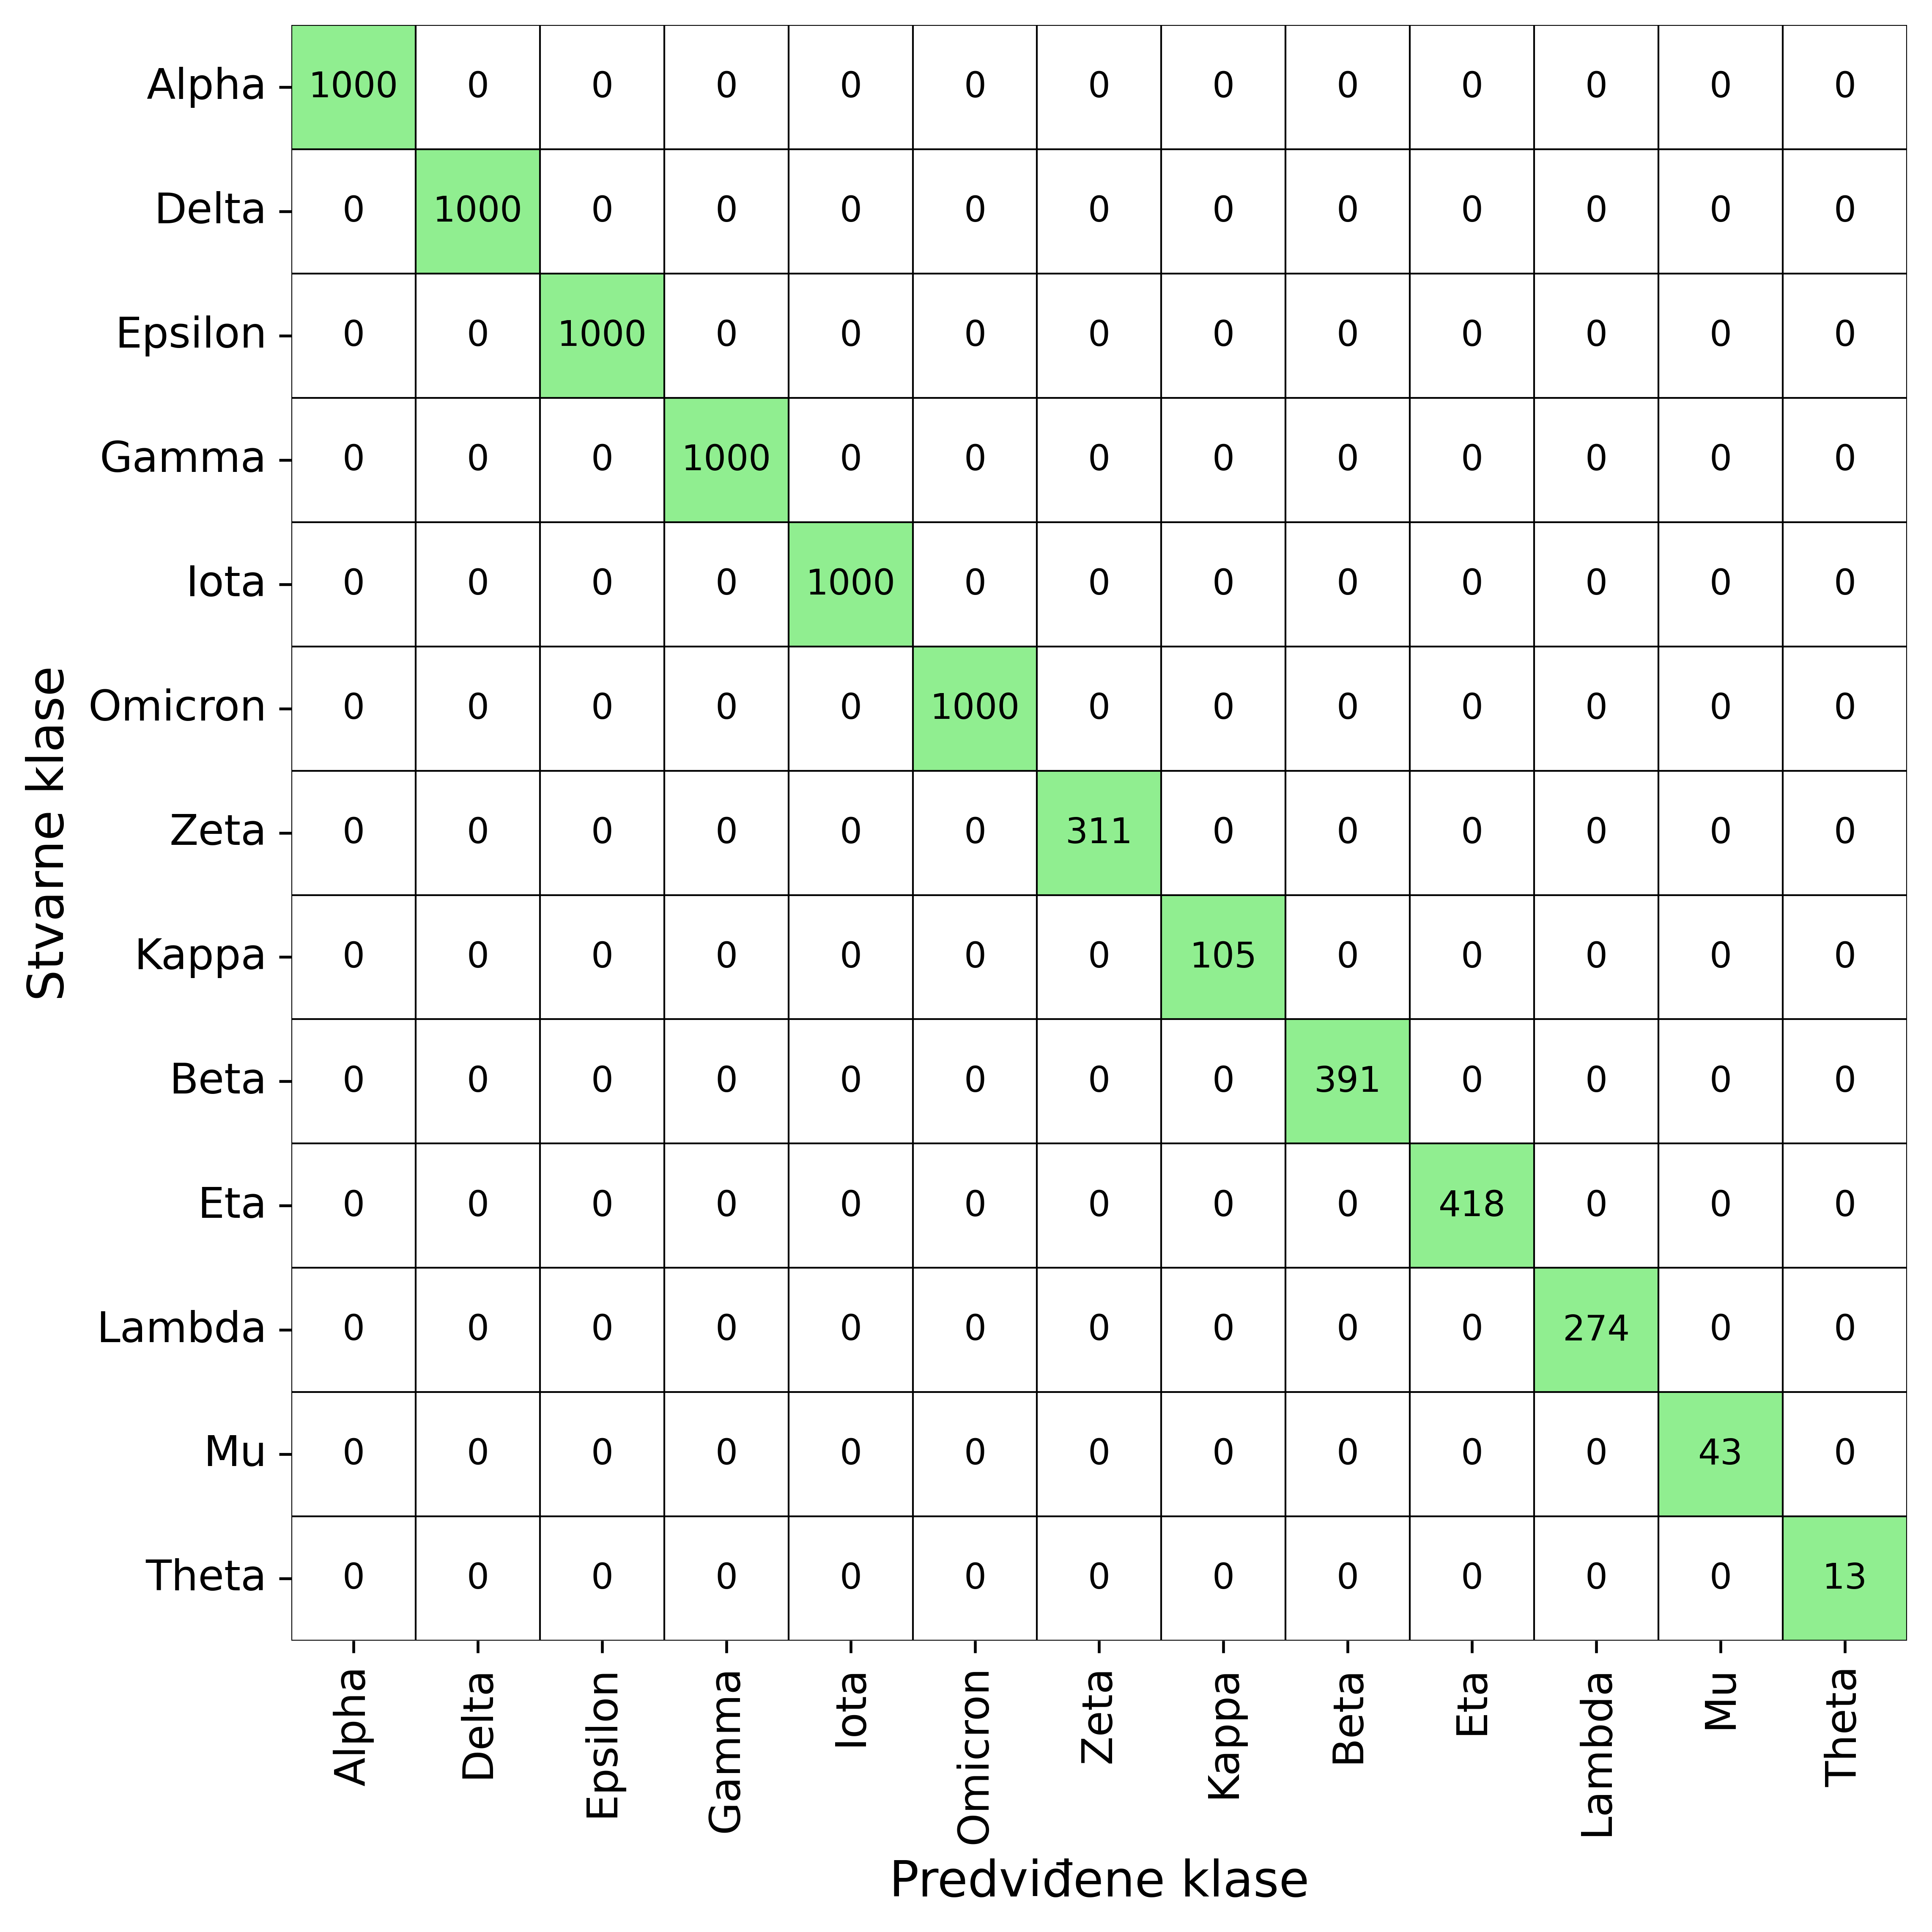 Alpha 1000 0 0 0 0 0 0 0 0 0 0 0 0
Delta 0 1000 0 0 0 0 0 0 0 0 0 0 0
Epsilon 0 0 1000 0 0 0 0 0 0 0 0 0 0
Gamma 0 0 0 1000 0 0 0 0 0 0 0 0 0
Iota 0 0 0 0 1000 0 0 0 0 0 0 0 0
Omicron 0 0 0 0 0 1000 0 0 0 0 0 0 0
Zeta 0 0 0 0 0 0 311 0 0 0 0 0 0
Kappa 0 0 0 0 0 0 0 105 0 0 0 0 0
Beta 0 0 0 0 0 0 0 0 391 0 0 0 0
Eta 0 0 0 0 0 0 0 0 0 418 0 0 0
Lambda 0 0 0 0 0 0 0 0 0 0 274 0 0
Mu 0 0 0 0 0 0 0 0 0 0 0 43 0
Theta 0 0 0 0 0 0 0 0 0 0 0 0 13
Stvarne klase
Alpha Delta Epsilon Gamma Iota Omicron Zeta Kappa Beta Eta Lambda Mu Theta
Predviđene klase